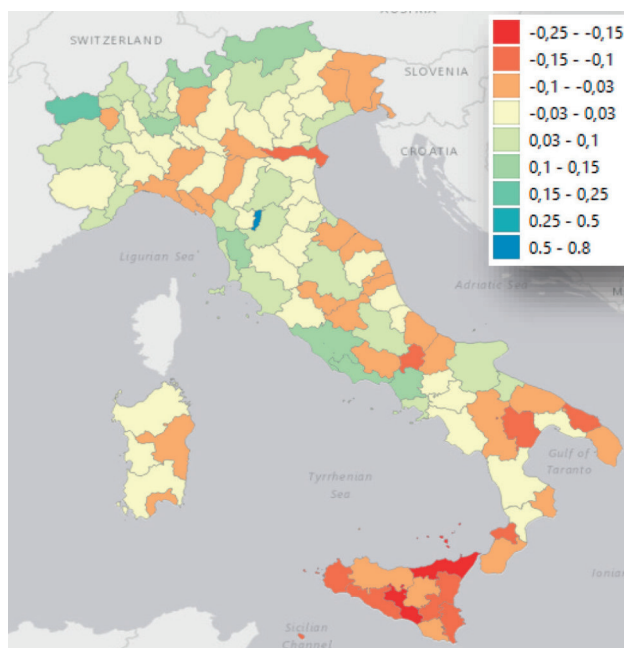 SWITZERLAND
SLOVENIA
CROATIA
Ligurian Sea
Adriatic Sea
Tyrrhenian
Sea
Gulf of
Taranto
Sicilian
Channel
Ionian
-0,25 - -0,15
-0,15 - -0,1
-0,1 - -0,03
-0,03 - 0,03
0,03 - 0,1
0,1 - 0,15
0,15 - 0,25
0.25 - 0.5
0.5 - 0.8